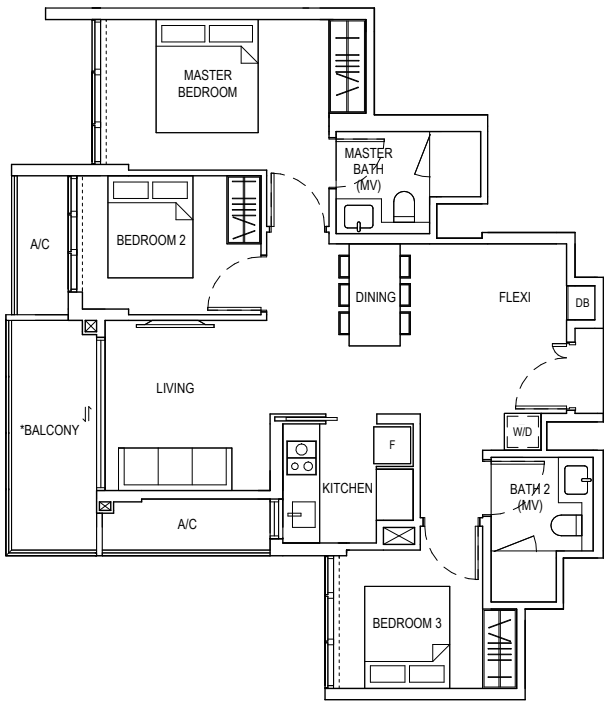 MASTER
BEDROOM
MASTER
BATH
(MV)
BEDROOM 2
A/C
DINING
FLEXI
DB
LIVING
*BALCONY
W/D
F
KITCHEN
BATH 2
(MV)
A/C
BEDROOM 3